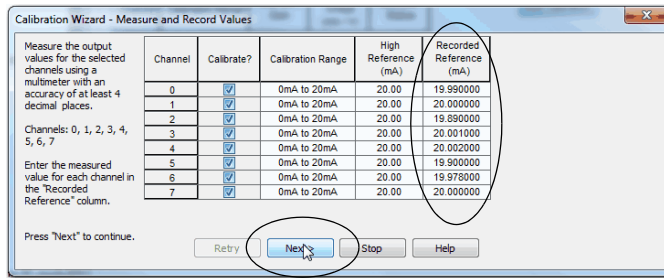 Calibration Wizard - Measure and Record Values
Measure the output
values for the selected
channels using a
multimeter with an
accuracy of at least 4
decimal places.
Channels: 0, 1, 2, 3, 4,
5, 6, 7
Enter the measured
value for each channel in
the "Recorded
Reference" column.
Press "Next" to continue.
Channel Calibrate? Calibration Range High Reference (mA) Recorded Reference (mA)
0 0mA to 20mA 20.00 19.990000
1 0mA to 20mA 20.00 20.000000
2 0mA to 20mA 20.00 19.890000
3 0mA to 20mA 20.00 20.001000
4 0mA to 20mA 20.00 20.002000
5 0mA to 20mA 20.00 19.900000
6 0mA to 20mA 20.00 19.978000
7 0mA to 20mA 20.00 20.000000
Retry Next > Stop Help